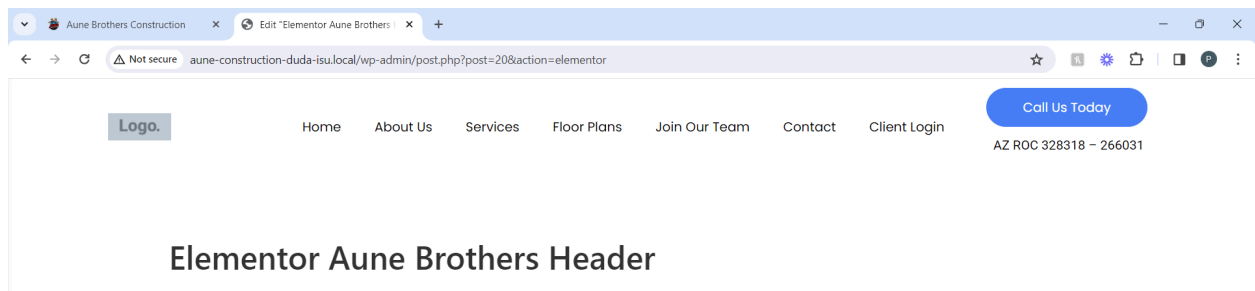 Aune Brothers Construction
Edit "Elementor Aune Brothers
Not secure
aune-construction-duda-isu.local/wp-admin/post.php?post=20&action=elementor
P
Logo.
Home
About Us
Services
Floor Plans
Join Our Team
Contact
Client Login
Call Us Today
AZ ROC 328318 – 266031
Elementor Aune Brothers Header